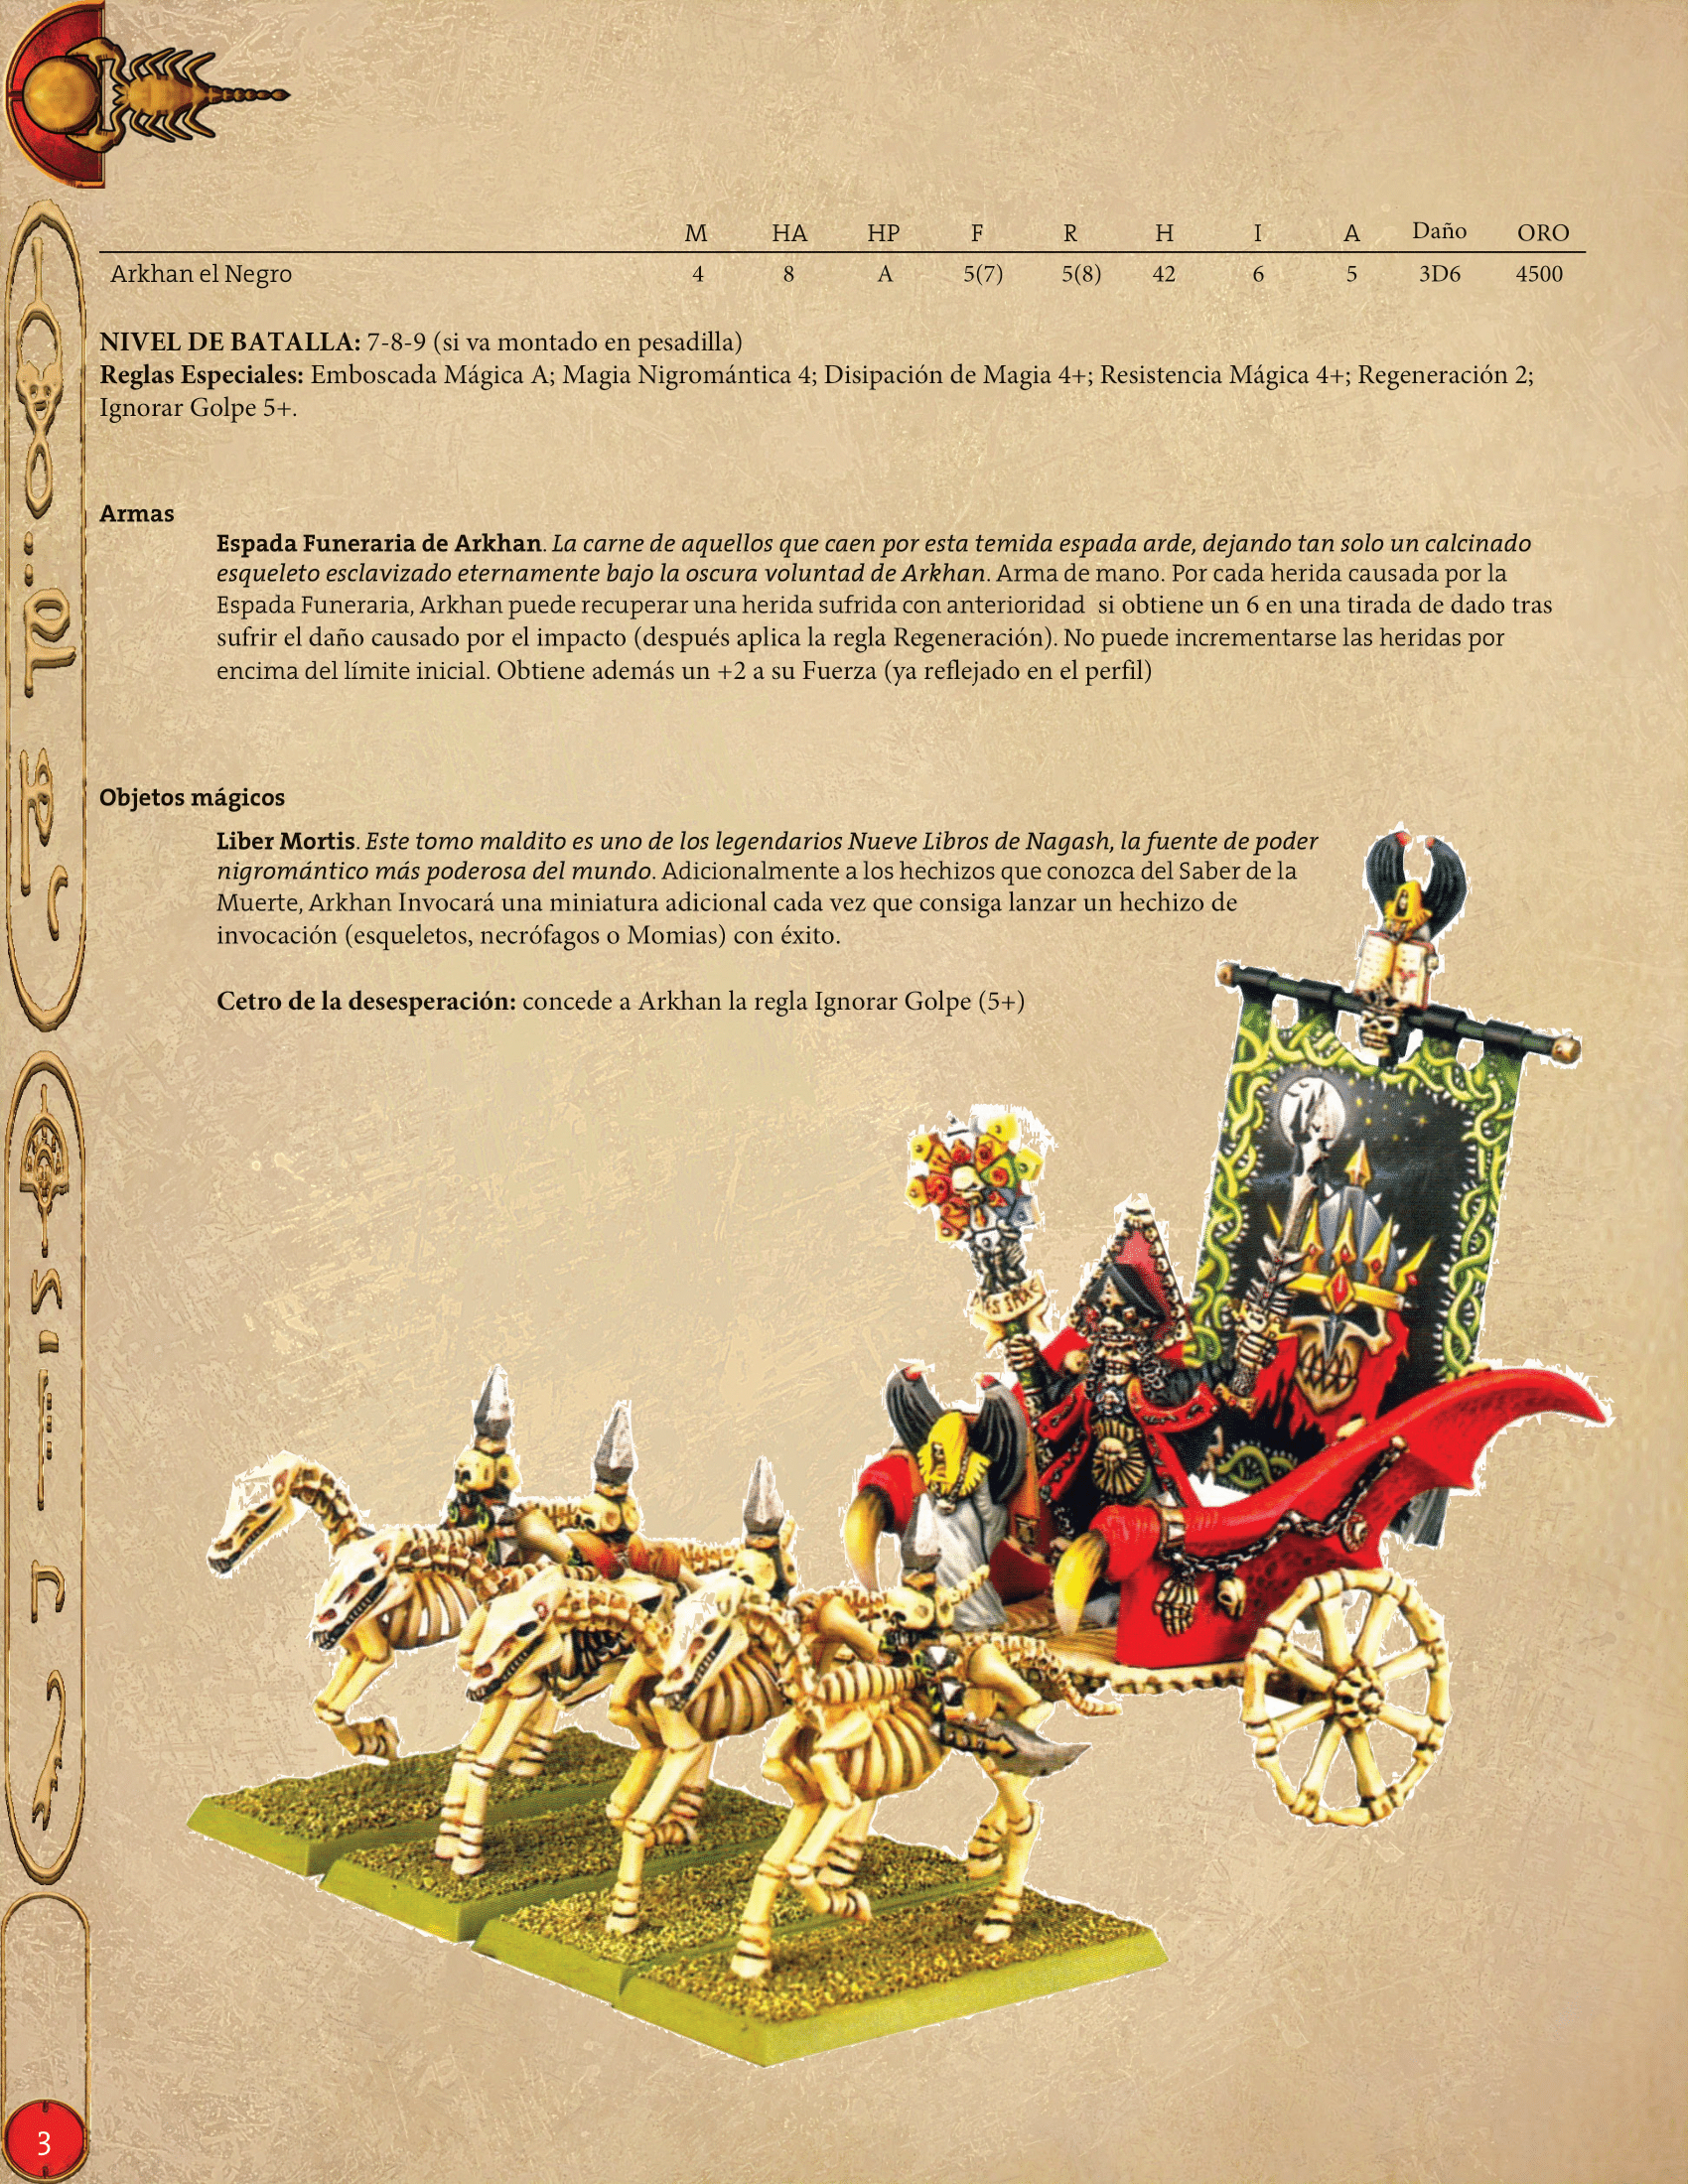 M HA HP F R H I A Daño ORO
Arkhan el Negro 4 8 A 5(7) 5(8) 42 6 5 3D6 4500
NIVEL DE BATALLA: 7-8-9 (si va montado en pesadilla)
Reglas Especiales: Emboscada Mágica A; Magia Nigromántica 4; Disipación de Magia 4+; Resistencia Mágica 4+; Regeneración 2;
Ignorar Golpe 5+.
Armas
Espada Funeraria de Arkhan. La carne de aquellos que caen por esta temida espada arde, dejando tan solo un calcinado
esqueleto esclavizado eternamente bajo la oscura voluntad de Arkhan. Arma de mano. Por cada herida causada por la
Espada Funeraria, Arkhan puede recuperar una herida sufrida con anterioridad si obtiene un 6 en una tirada de dado tras
sufrir el daño causado por el impacto (después aplica la regla Regeneración). No puede incrementarse las heridas por
encima del límite inicial. Obtiene además un +2 a su Fuerza (ya reflejado en el perfil)
Objetos mágicos
Liber Mortis. Este tomo maldito es uno de los legendarios Nueve Libros de Nagash, la fuente de poder
nigromántico más poderosa del mundo. Adicionalmente a los hechizos que conozca del Saber de la
Muerte, Arkhan Invocará una miniatura adicional cada vez que consiga lanzar un hechizo de
invocación (esqueletos, necrófagos o Momias) con éxito.
Cetro de la desesperación: concede a Arkhan la regla Ignorar Golpe (5+)
3